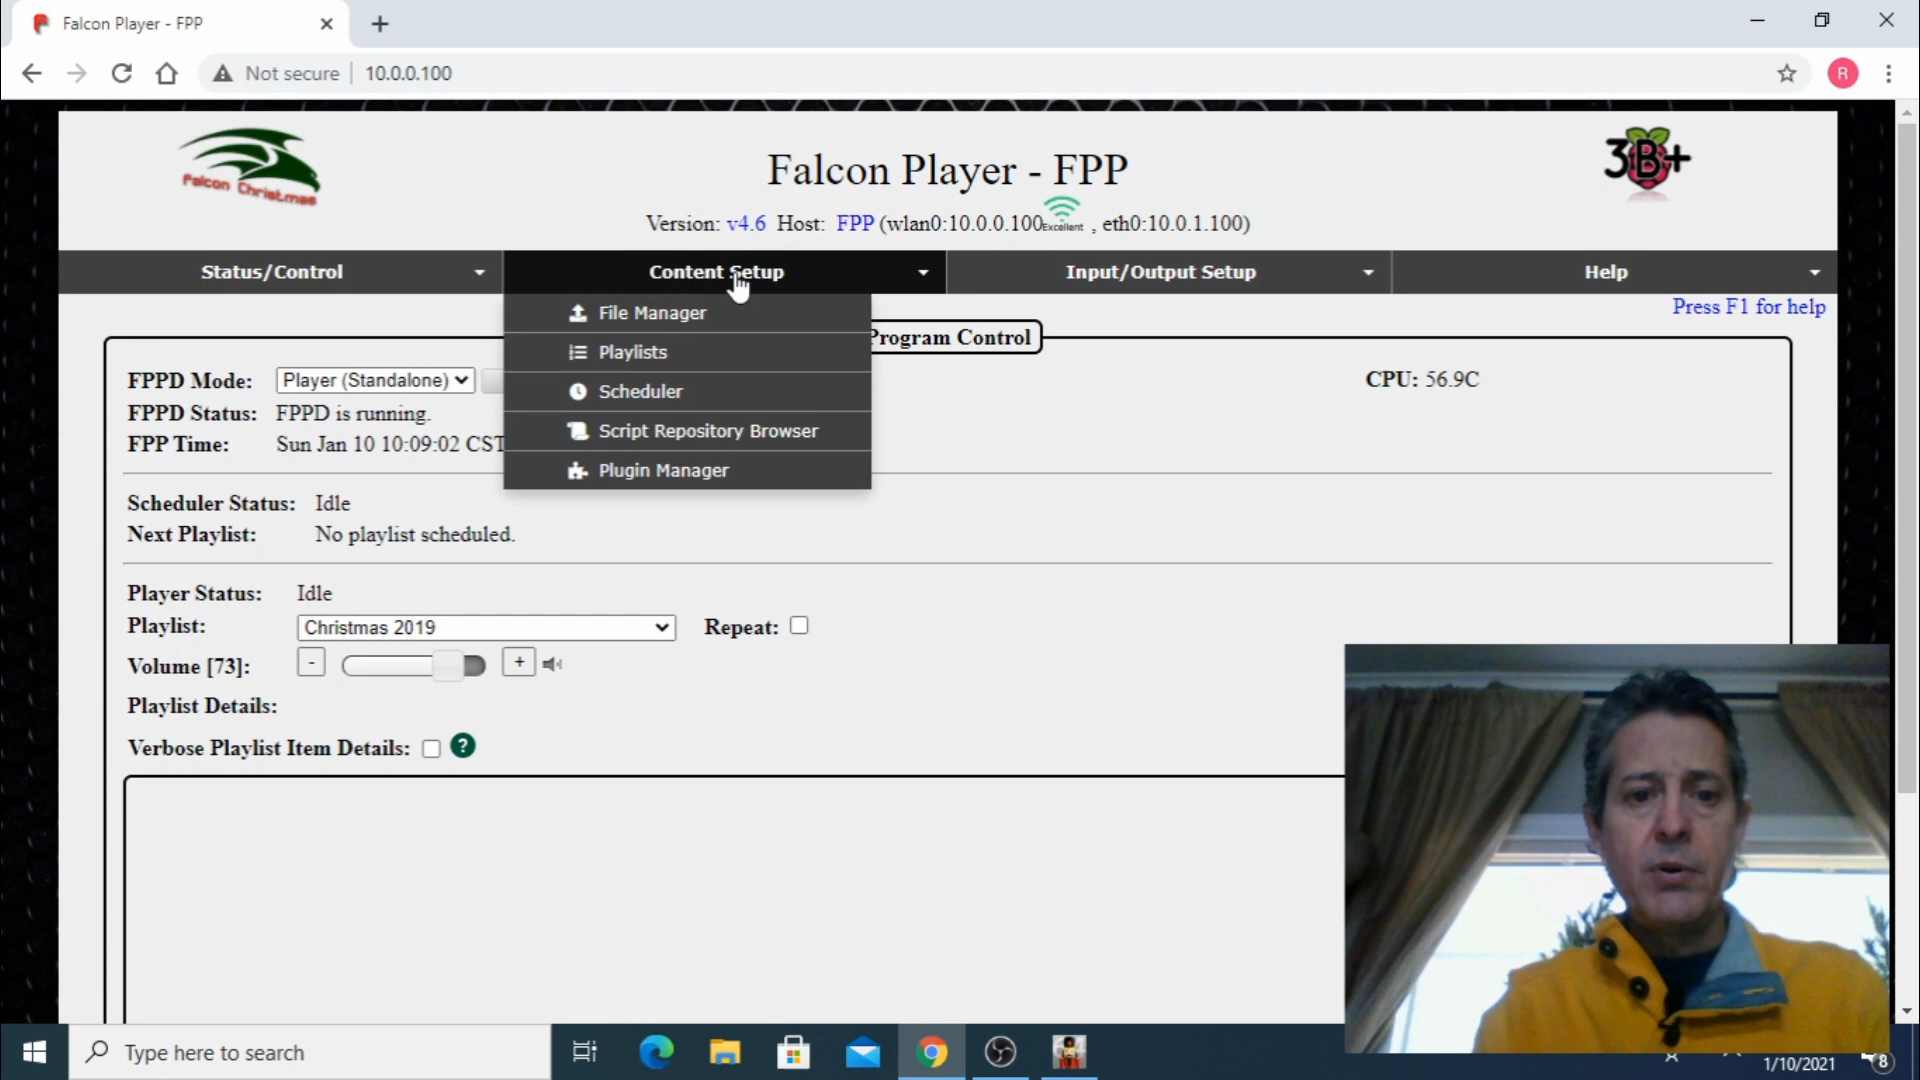 Falcon Player - FPP
Not secure
10.0.0.100
R
Falcon Christmas
Falcon Player - FPP
3B+
Version: v4.6 Host: FPP (wlan0:10.0.0.100 Excellent , eth0:10.0.1.100)
Status/Control
Content Setup
Input/Output Setup
Help
File Manager
Playlists
Scheduler
Script Repository Browser
Plugin Manager
Press F1 for help
Program Control
FPPD Mode: Player (Standalone)
CPU: 56.9C
FPPD Status: FPPD is running.
FPP Time: Sun Jan 10 10:09:02 CST
Scheduler Status: Idle
Next Playlist: No playlist scheduled.
Player Status: Idle
Playlist: Christmas 2019
Repeat:
Volume [73]: - +
Playlist Details:
Verbose Playlist Item Details: ?
Type here to search
1/10/2021
8